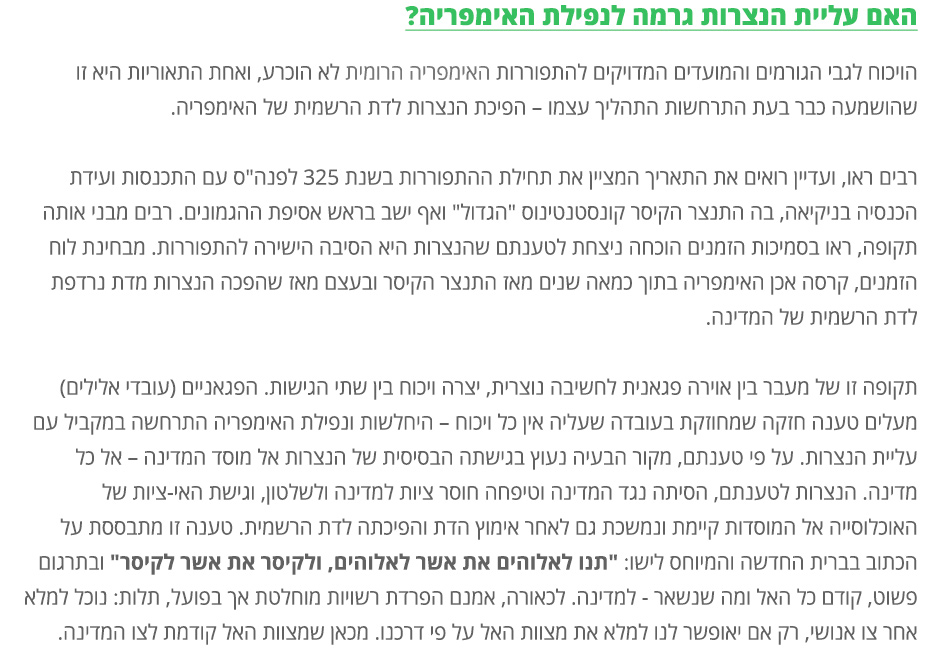 האם עליית הנצרות גרמה לנפילת האימפריה?
הויכוח לגבי הגורמים והמועדים המדויקים להתפוררות האימפריה הרומית לא הוכרע, ואחת התאוריות היא זו
שהושמעה כבר בעת התרחשות התהליך עצמו – הפיכת הנצרות לדת הרשמית של האימפריה.
רבים ראו, ועדיין רואים את התאריך המציין את תחילת ההתפוררות בשנת 325 לפנה"ס עם התכנסות ועידת
הכנסיה בניקיאה, בה התנצר הקיסר קונסטנטינוס "הגדול" ואף ישב בראש אסיפת ההגמונים. רבים מבני אותה
תקופה, ראו בסמיכות הזמנים הוכחה ניצחת לטענתם שהנצרות היא הסיבה הישירה להתפוררות. מבחינת לוח
הזמנים, קרסה אכן האימפריה בתוך כמאה שנים מאז התנצר הקיסר ובעצם מאז שהפכה הנצרות מדת נרדפת
לדת הרשמית של המדינה.
תקופה זו של מעבר בין אוירה פגאנית לחשיבה נוצרית, יצרה ויכוח בין שתי הגישות. הפגאניים (עובדי אלילים)
מעלים טענה חזקה שמחוזקת בעובדה שעליה אין כל ויכוח – היחלשות ונפילת האימפריה התרחשה במקביל עם
עליית הנצרות. על פי טענתם, מקור הבעיה נעוץ בגישתה הבסיסית של הנצרות אל מוסד המדינה – אל כל
מדינה. הנצרות לטענתם, הסיתה נגד המדינה וטיפחה חוסר ציות למדינה ולשלטון, וגישת האי-ציות של
האוכלוסייה אל המוסדות קיימת ונמשכת גם לאחר אימוץ הדת והפיכתה לדת הרשמית. טענה זו מתבססת על
הכתוב בברית החדשה והמיוחס לישו: "תנו לאלוהים את אשר לאלוהים, ולקיסר את אשר לקיסר" ובתרגום
פשוט, קודם כל האל ומה שנשאר - למדינה. לכאורה, אמנם הפרדת רשויות מוחלטת אך בפועל, תלות: נוכל למלא
אחר צו אנושי, רק אם יאופשר לנו למלא את מצוות האל על פי דרכנו. מכאן שמצוות האל קודמת לצו המדינה.